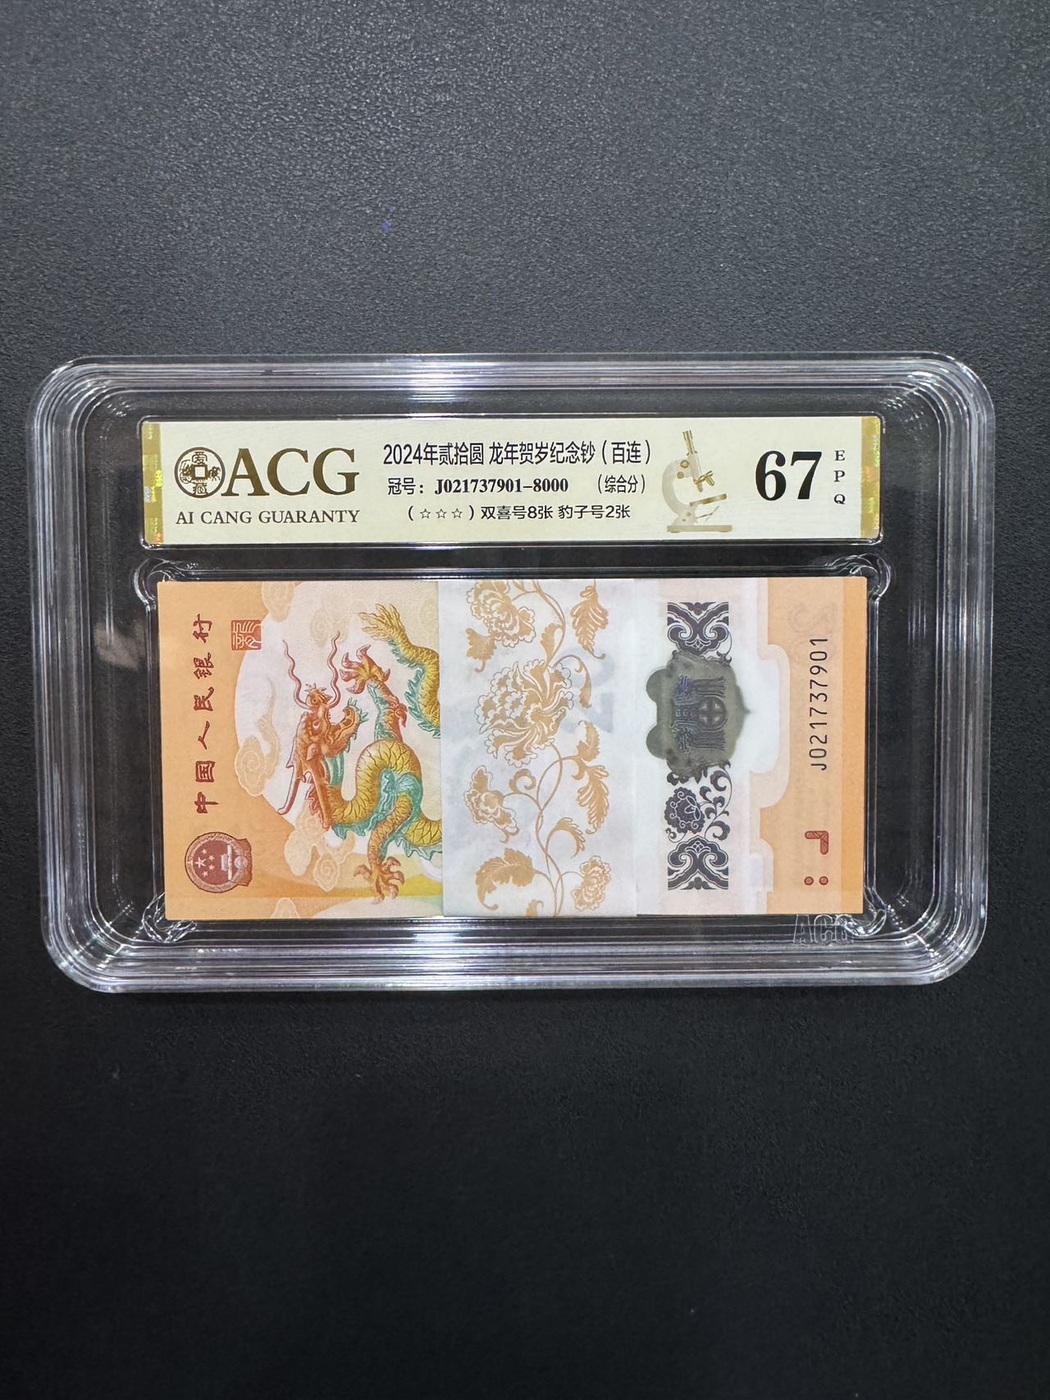 ACG
AI CANG GUARANTY
2024年贰拾圆 龙年贺岁纪念钞（百连）
冠号：J021737901-8000 （综合分）
（☆☆☆）双喜号8张 豹子号2张
67
EPQ
中国人民银行
J021737901
ACG